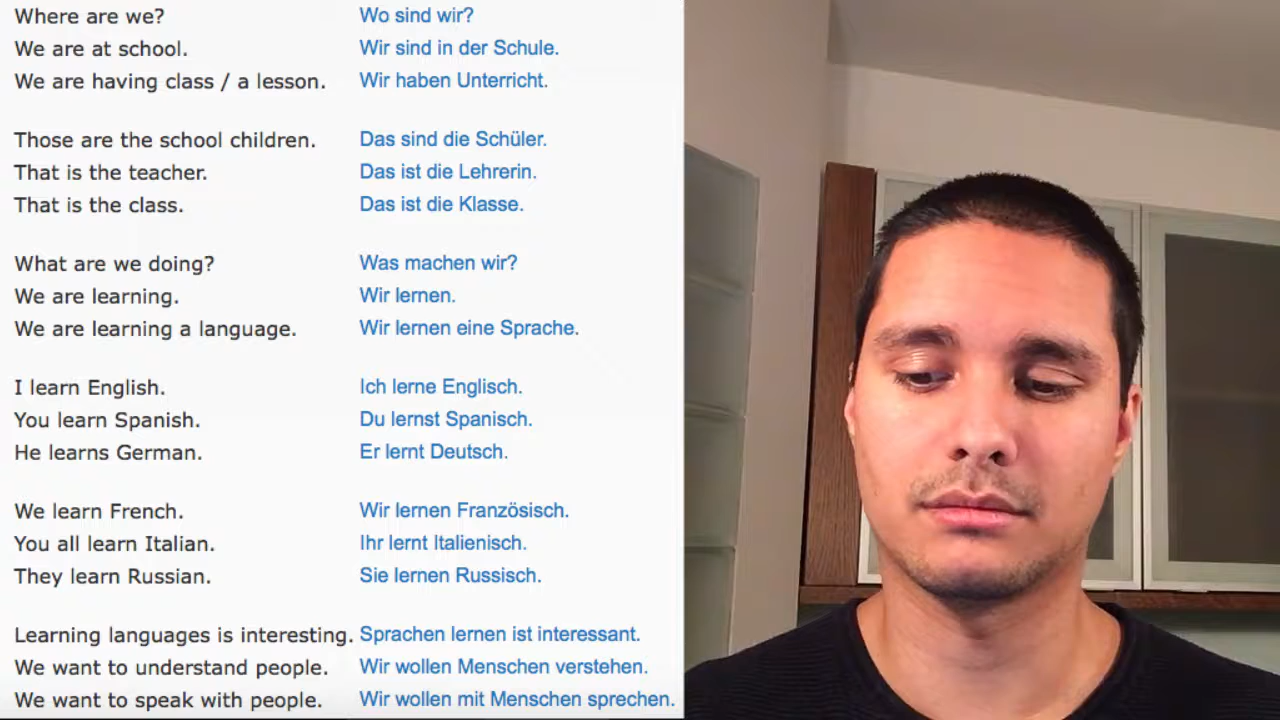 Where are we? Wo sind wir?
We are at school. Wir sind in der Schule.
We are having class / a lesson. Wir haben Unterricht.
Those are the school children. Das sind die Schüler.
That is the teacher. Das ist die Lehrerin.
That is the class. Das ist die Klasse.
What are we doing? Was machen wir?
We are learning. Wir lernen.
We are learning a language. Wir lernen eine Sprache.
I learn English. Ich lerne Englisch.
You learn Spanish. Du lernst Spanisch.
He learns German. Er lernt Deutsch.
We learn French. Wir lernen Französisch.
You all learn Italian. Ihr lernt Italienisch.
They learn Russian. Sie lernen Russisch.
Learning languages is interesting. Sprachen lernen ist interessant.
We want to understand people. Wir wollen Menschen verstehen.
We want to speak with people. Wir wollen mit Menschen sprechen.